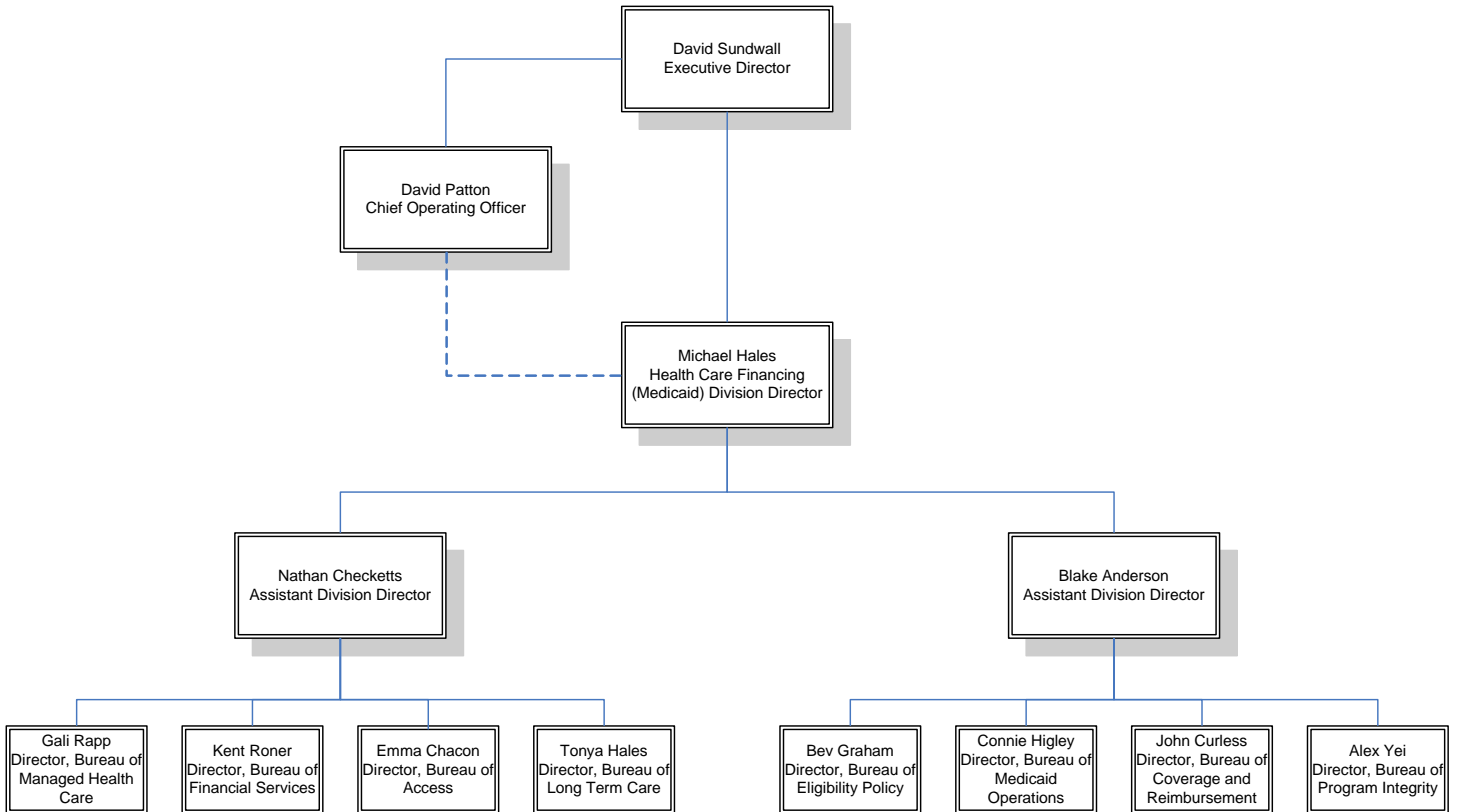 David Sundwall
Executive Director
David Patton
Chief Operating Officer
Michael Hales
Health Care Financing
(Medicaid) Division Director
Nathan Checketts
Assistant Division Director
Blake Anderson
Assistant Division Director
Gali Rapp
Director, Bureau of
Managed Health
Care
Kent Roner
Director, Bureau of
Financial Services
Emma Chacon
Director, Bureau of
Access
Tonya Hales
Director, Bureau of
Long Term Care
Bev Graham
Director, Bureau of
Eligibility Policy
Connie Higley
Director, Bureau of
Medicaid
Operations
John Curless
Director, Bureau of
Coverage and
Reimbursement
Alex Yei
Director, Bureau of
Program Integrity